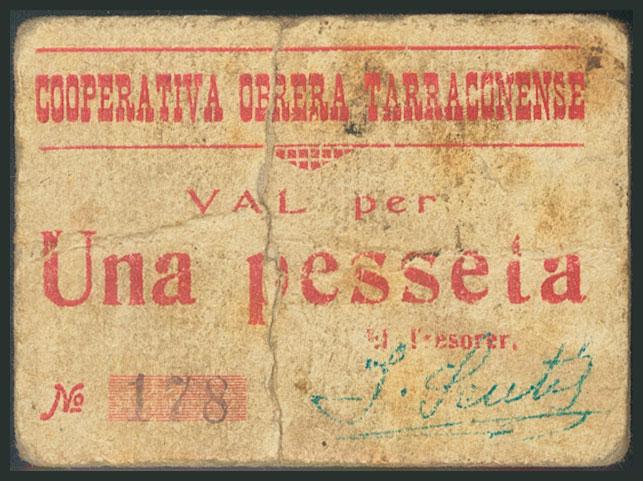 COOPERATIVA OBRERA TARRACONENSE
VAL per
Una pesseta
El Tresorer,
No 178